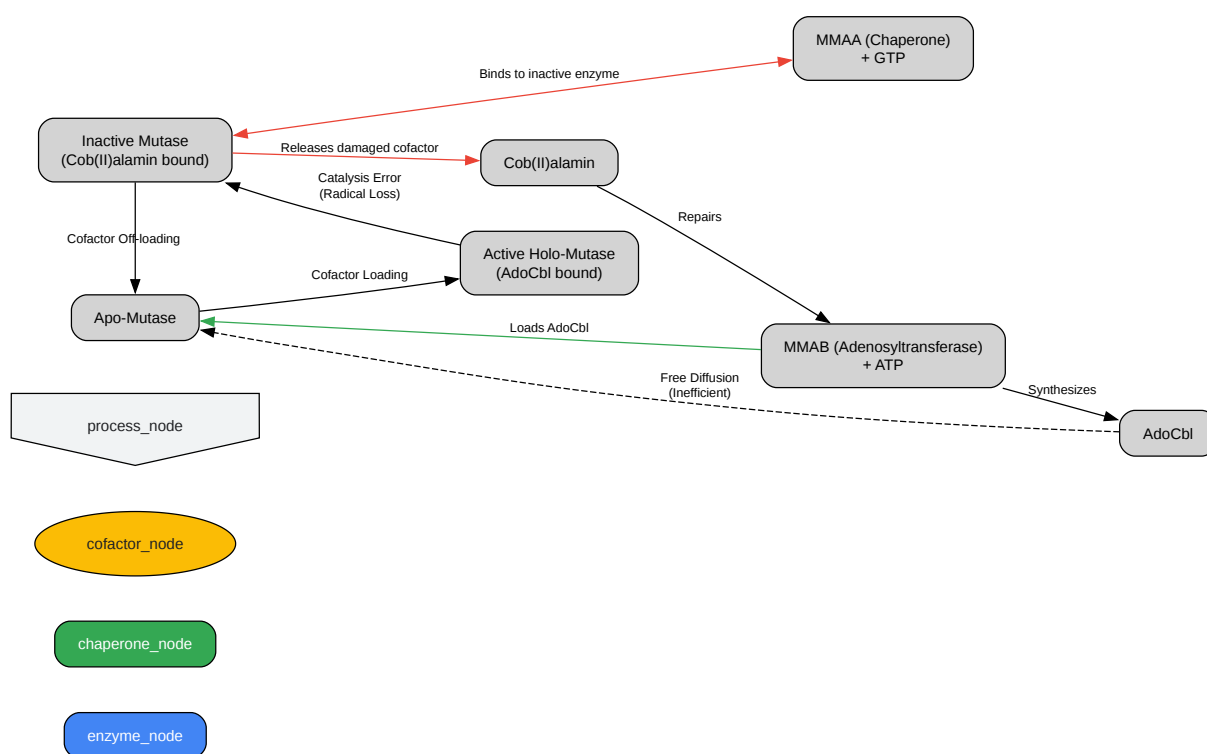 MMAA (Chaperone)
+ GTP
Binds to inactive enzyme
Inactive Mutase
(Cob(II)alamin bound)
Releases damaged cofactor
Cob(II)alamin
Catalysis Error
(Radical Loss)
Repairs
Cofactor Off-loading
Active Holo-Mutase
(AdoCbl bound)
Cofactor Loading
Apo-Mutase
Loads AdoCbl
MMAB (Adenosyltransferase)
+ ATP
Free Diffusion
(Inefficient)
Synthesizes
AdoCbl
process_node
cofactor_node
chaperone_node
enzyme_node